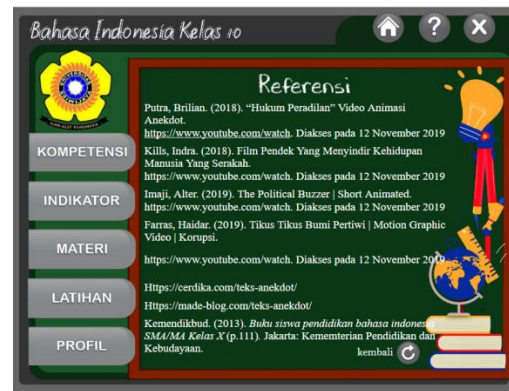 Bahasa Indonesia Kelas 10
?
X
KOMPETENSI
INDIKATOR
MATERI
LATIHAN
PROFIL
Referensi
Putra, Brilian. (2018). “Hukum Peradilan” Video Animasi
Anekdot.
https://www.youtube.com/watch. Diakses pada 12 November 2019
Kills, Indra. (2018). Film Pendek Yang Menyindir Kehidupan
Manusia Yang Serakah.
https://www.youtube.com/watch. Diakses pada 12 November 2019
Imaji, Alter. (2019). The Political Buzzer | Short Animated.
https://www.youtube.com/watch. Diakses pada 12 November 2019
Farras, Haidar. (2019). Tikus Tikus Bumi Pertiwi | Motion Graphic
Video | Korupsi.
https://www.youtube.com/watch. Diakses pada 12 November 2019
Https://cerdika.com/teks-anekdot/
Https://made-blog.com/teks-anekdot/
Kemendikbud. (2013). Buku siswa pendidikan bahasa indonesia
SMA/MA Kelas X (p.111). Jakarta: Kememterian Pendidikan dan
Kebudayaan.
kembali